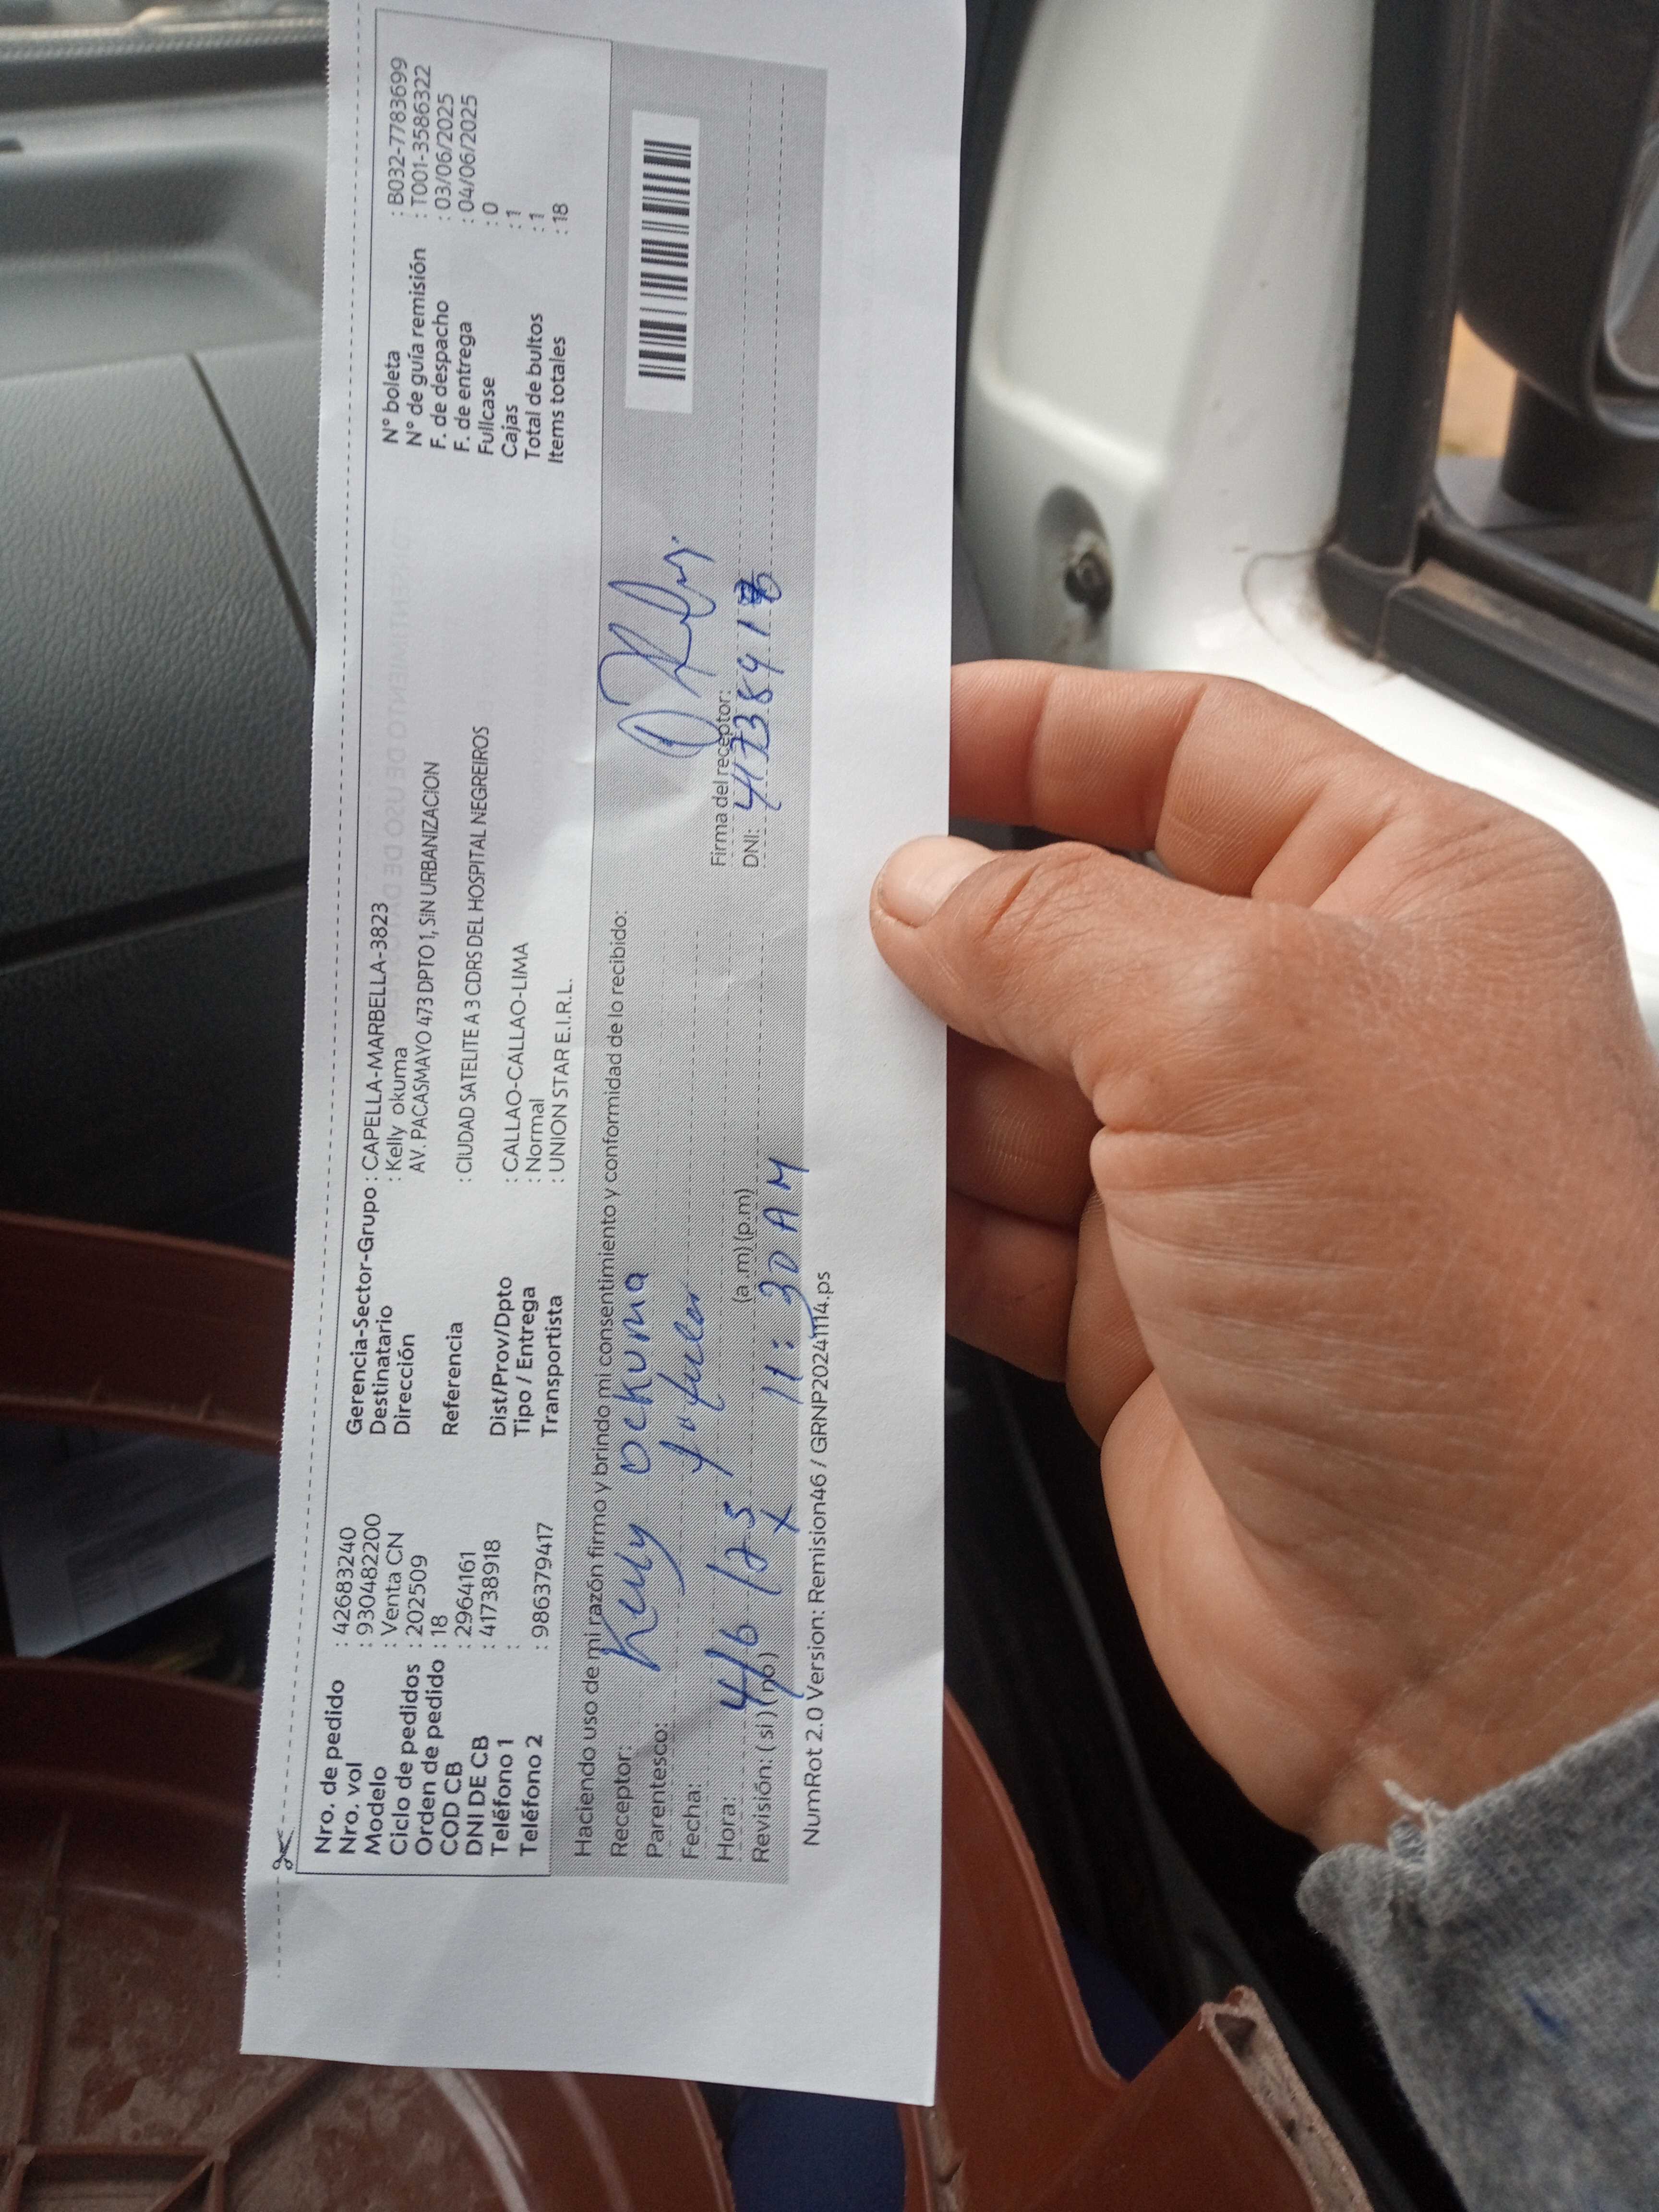 Nro. de pedido : 426832240
Nro. vol : 930482200
Modelo : Venta CN
Ciclo de pedidos : 202509
Orden de pedido : 18
COD CB : 2964161
DNI DE CB : 41738918
Teléfono 1 :
Teléfono 2 : 986379417
Gerencia-Sector-Grupo : CAPELLA-MARBELLA-3823
Destinatario : Kelly okuma
Dirección AV. PACASMAYO 473 DPTO 1, SIN URBANIZACION
Referencia : CIUDAD SATELITE A 3 CDRS DEL HOSPITAL NEGREIROS
Dist/Prov/Dpto : CALLAO-CALLAO-LIMA
Tipo / Entrega : Normal
Transportista : UNION STAR E.I.R.L.
N° boleta : B032-7783699
N° de guía remisión : T001-3586322
F. de despacho : 03/06/2025
F. de entrega : 04/06/2025
Fullcase : 0
Cajas : 1
Total de bultos : 1
Items totales : 18
Haciendo uso de mi razón firmo y brindo mi consentimiento y conformidad de lo recibido:
Receptor: Kelly ockuma
Parentesco:
Fecha: 4/6/25
Hora: (a.m) (p.m) 11:30 AM
Revisión: ( si ) ( no ) X
Firma del receptor:
DNI:
NumRot 2.0 Version: Remision46 / GRNP20241114.ps